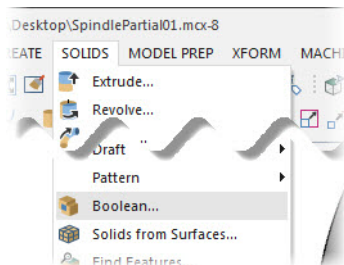 Desktop\SpindlePartial01.mcx-8
EATE SOLIDS MODEL PREP XFORM MACHI
Extrude...
Revolve...
Draft
Pattern
Boolean...
Solids from Surfaces...
Find Features...